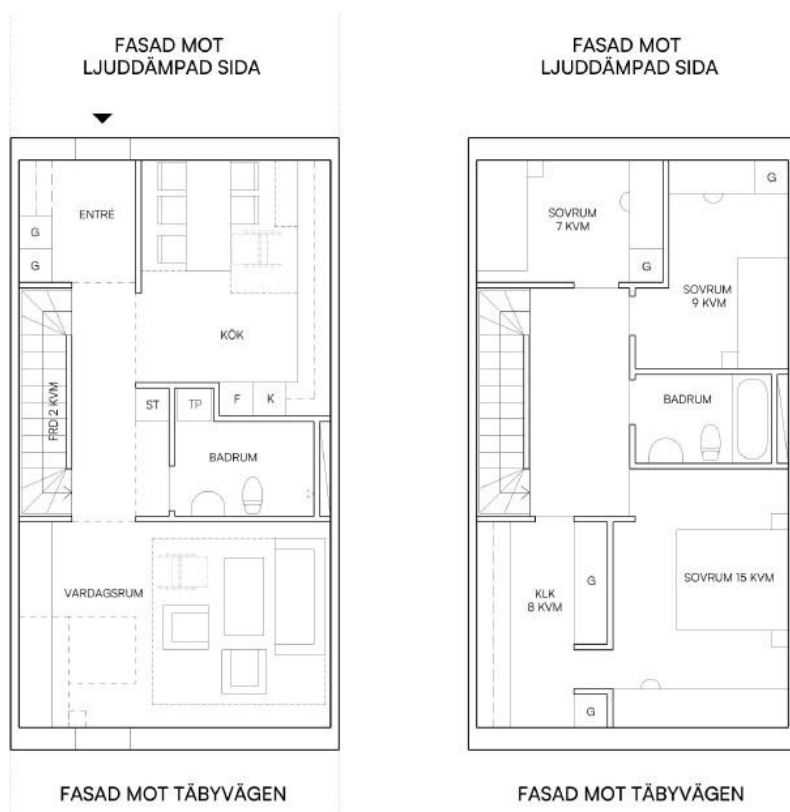 FASAD MOT
LJUDDÄMPAD SIDA
ENTRÉ
G
G
KÖK
FRD 2 KVM
ST
TP
F
K
BADRUM
VARDAGSRUM
FASAD MOT TÄBYVÄGEN
FASAD MOT
LJUDDÄMPAD SIDA
G
SOVRUM
7 KVM
G
SOVRUM
9 KVM
BADRUM
KLK
8 KVM
G
SOVRUM 15 KVM
G
FASAD MOT TÄBYVÄGEN